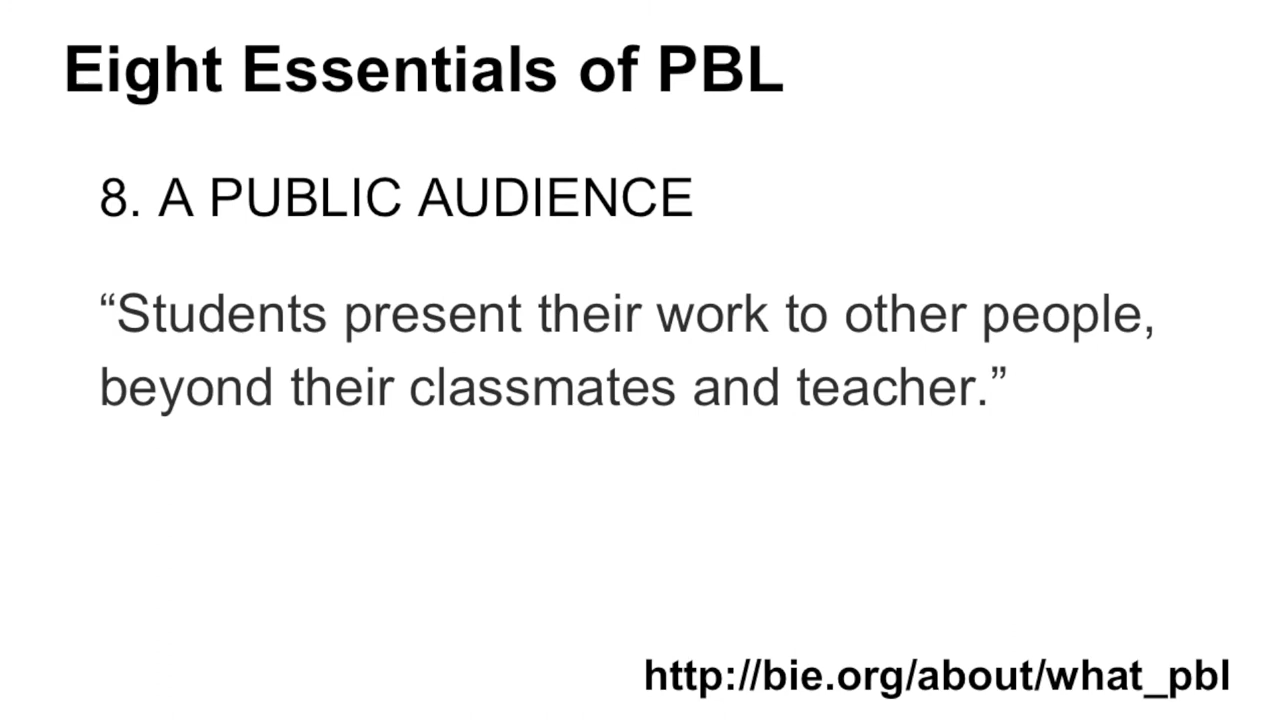 Eight Essentials of PBL
8. A PUBLIC AUDIENCE
“Students present their work to other people,
beyond their classmates and teacher.”
http://bie.org/about/what_pbl